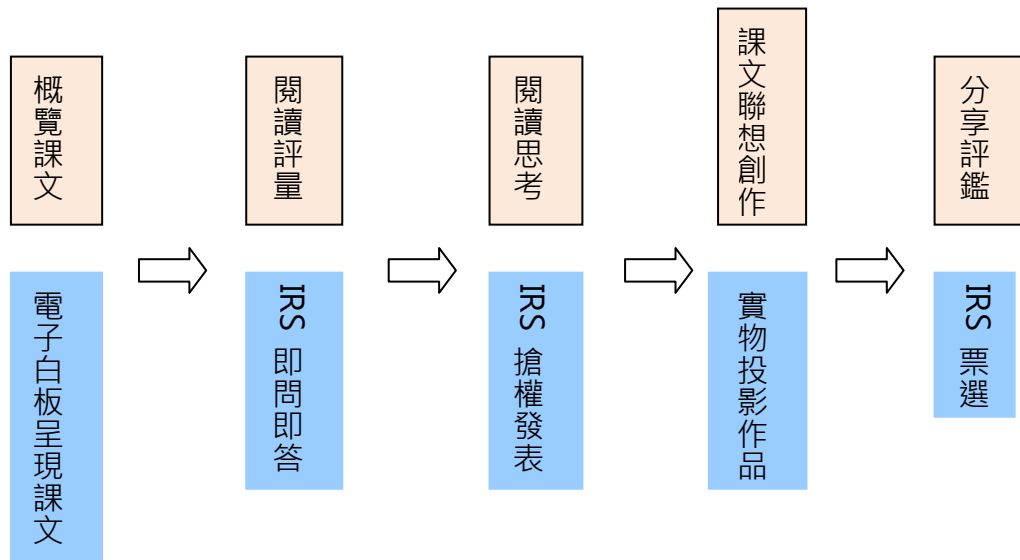 概覽課文
閱讀評量
閱讀思考
課文聯想創作
分享評鑑
電子白板呈現課文
IRS 即問即答
IRS 搶權發表
實物投影作品
IRS 票選